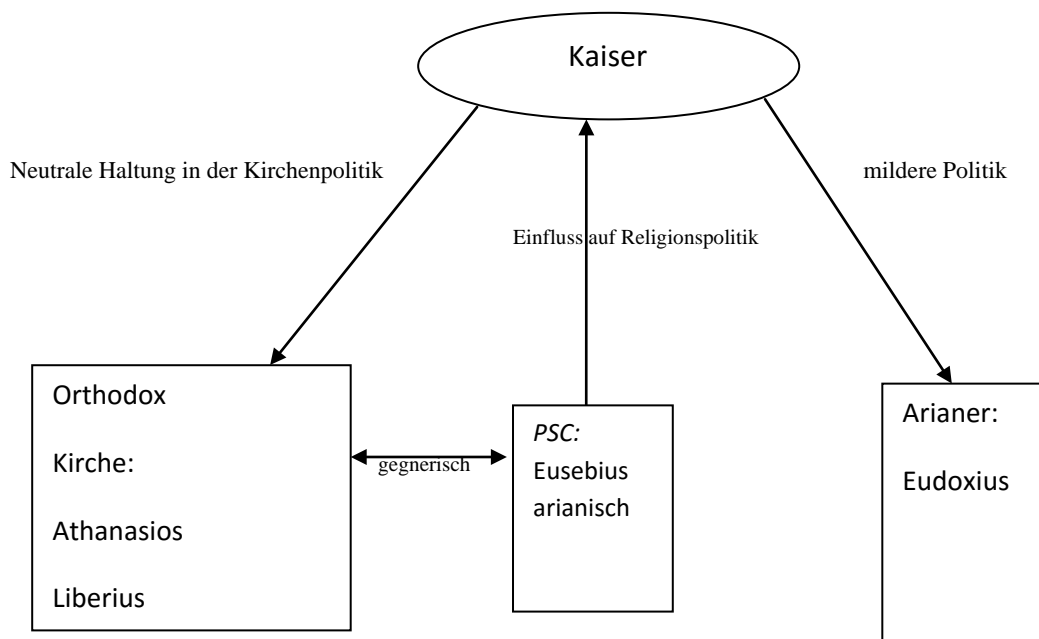 Kaiser
Neutrale Haltung in der Kirchenpolitik
mildere Politik
Einfluss auf Religionspolitik
Orthodox
Kirche:
Athanasios
Liberius
gegnerisch
PSC:
Eusebius
arianisch
Arianer:
Eudoxius